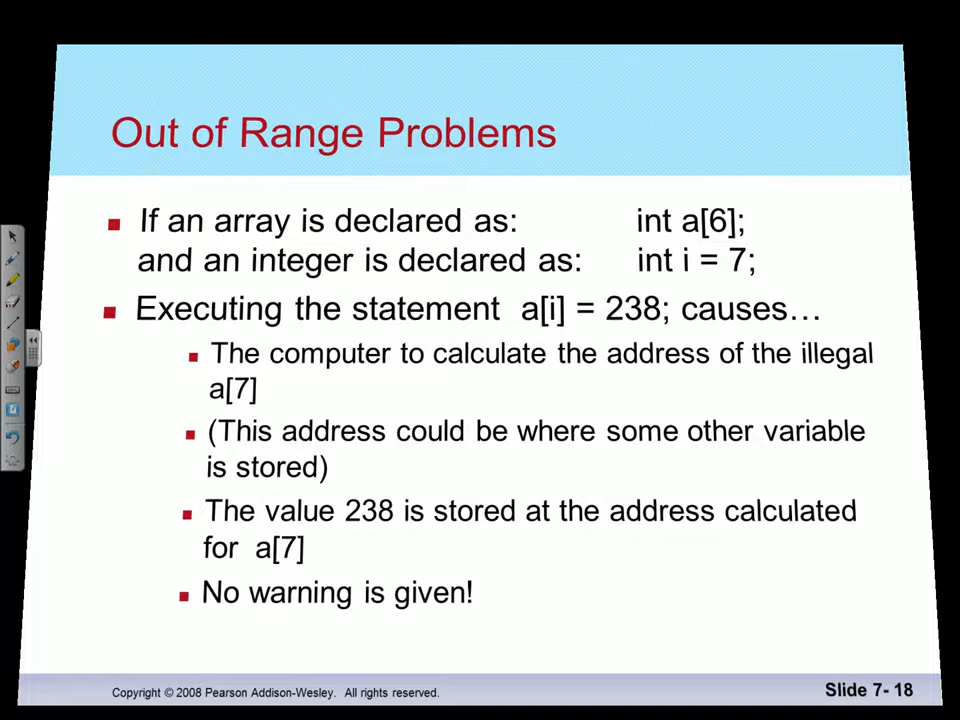 Out of Range Problems
If an array is declared as: int a[6];
and an integer is declared as: int i = 7;
Executing the statement a[i] = 238; causes…
The computer to calculate the address of the illegal
a[7]
(This address could be where some other variable
is stored)
The value 238 is stored at the address calculated
for a[7]
No warning is given!
Copyright © 2008 Pearson Addison-Wesley. All rights reserved.
Slide 7- 18